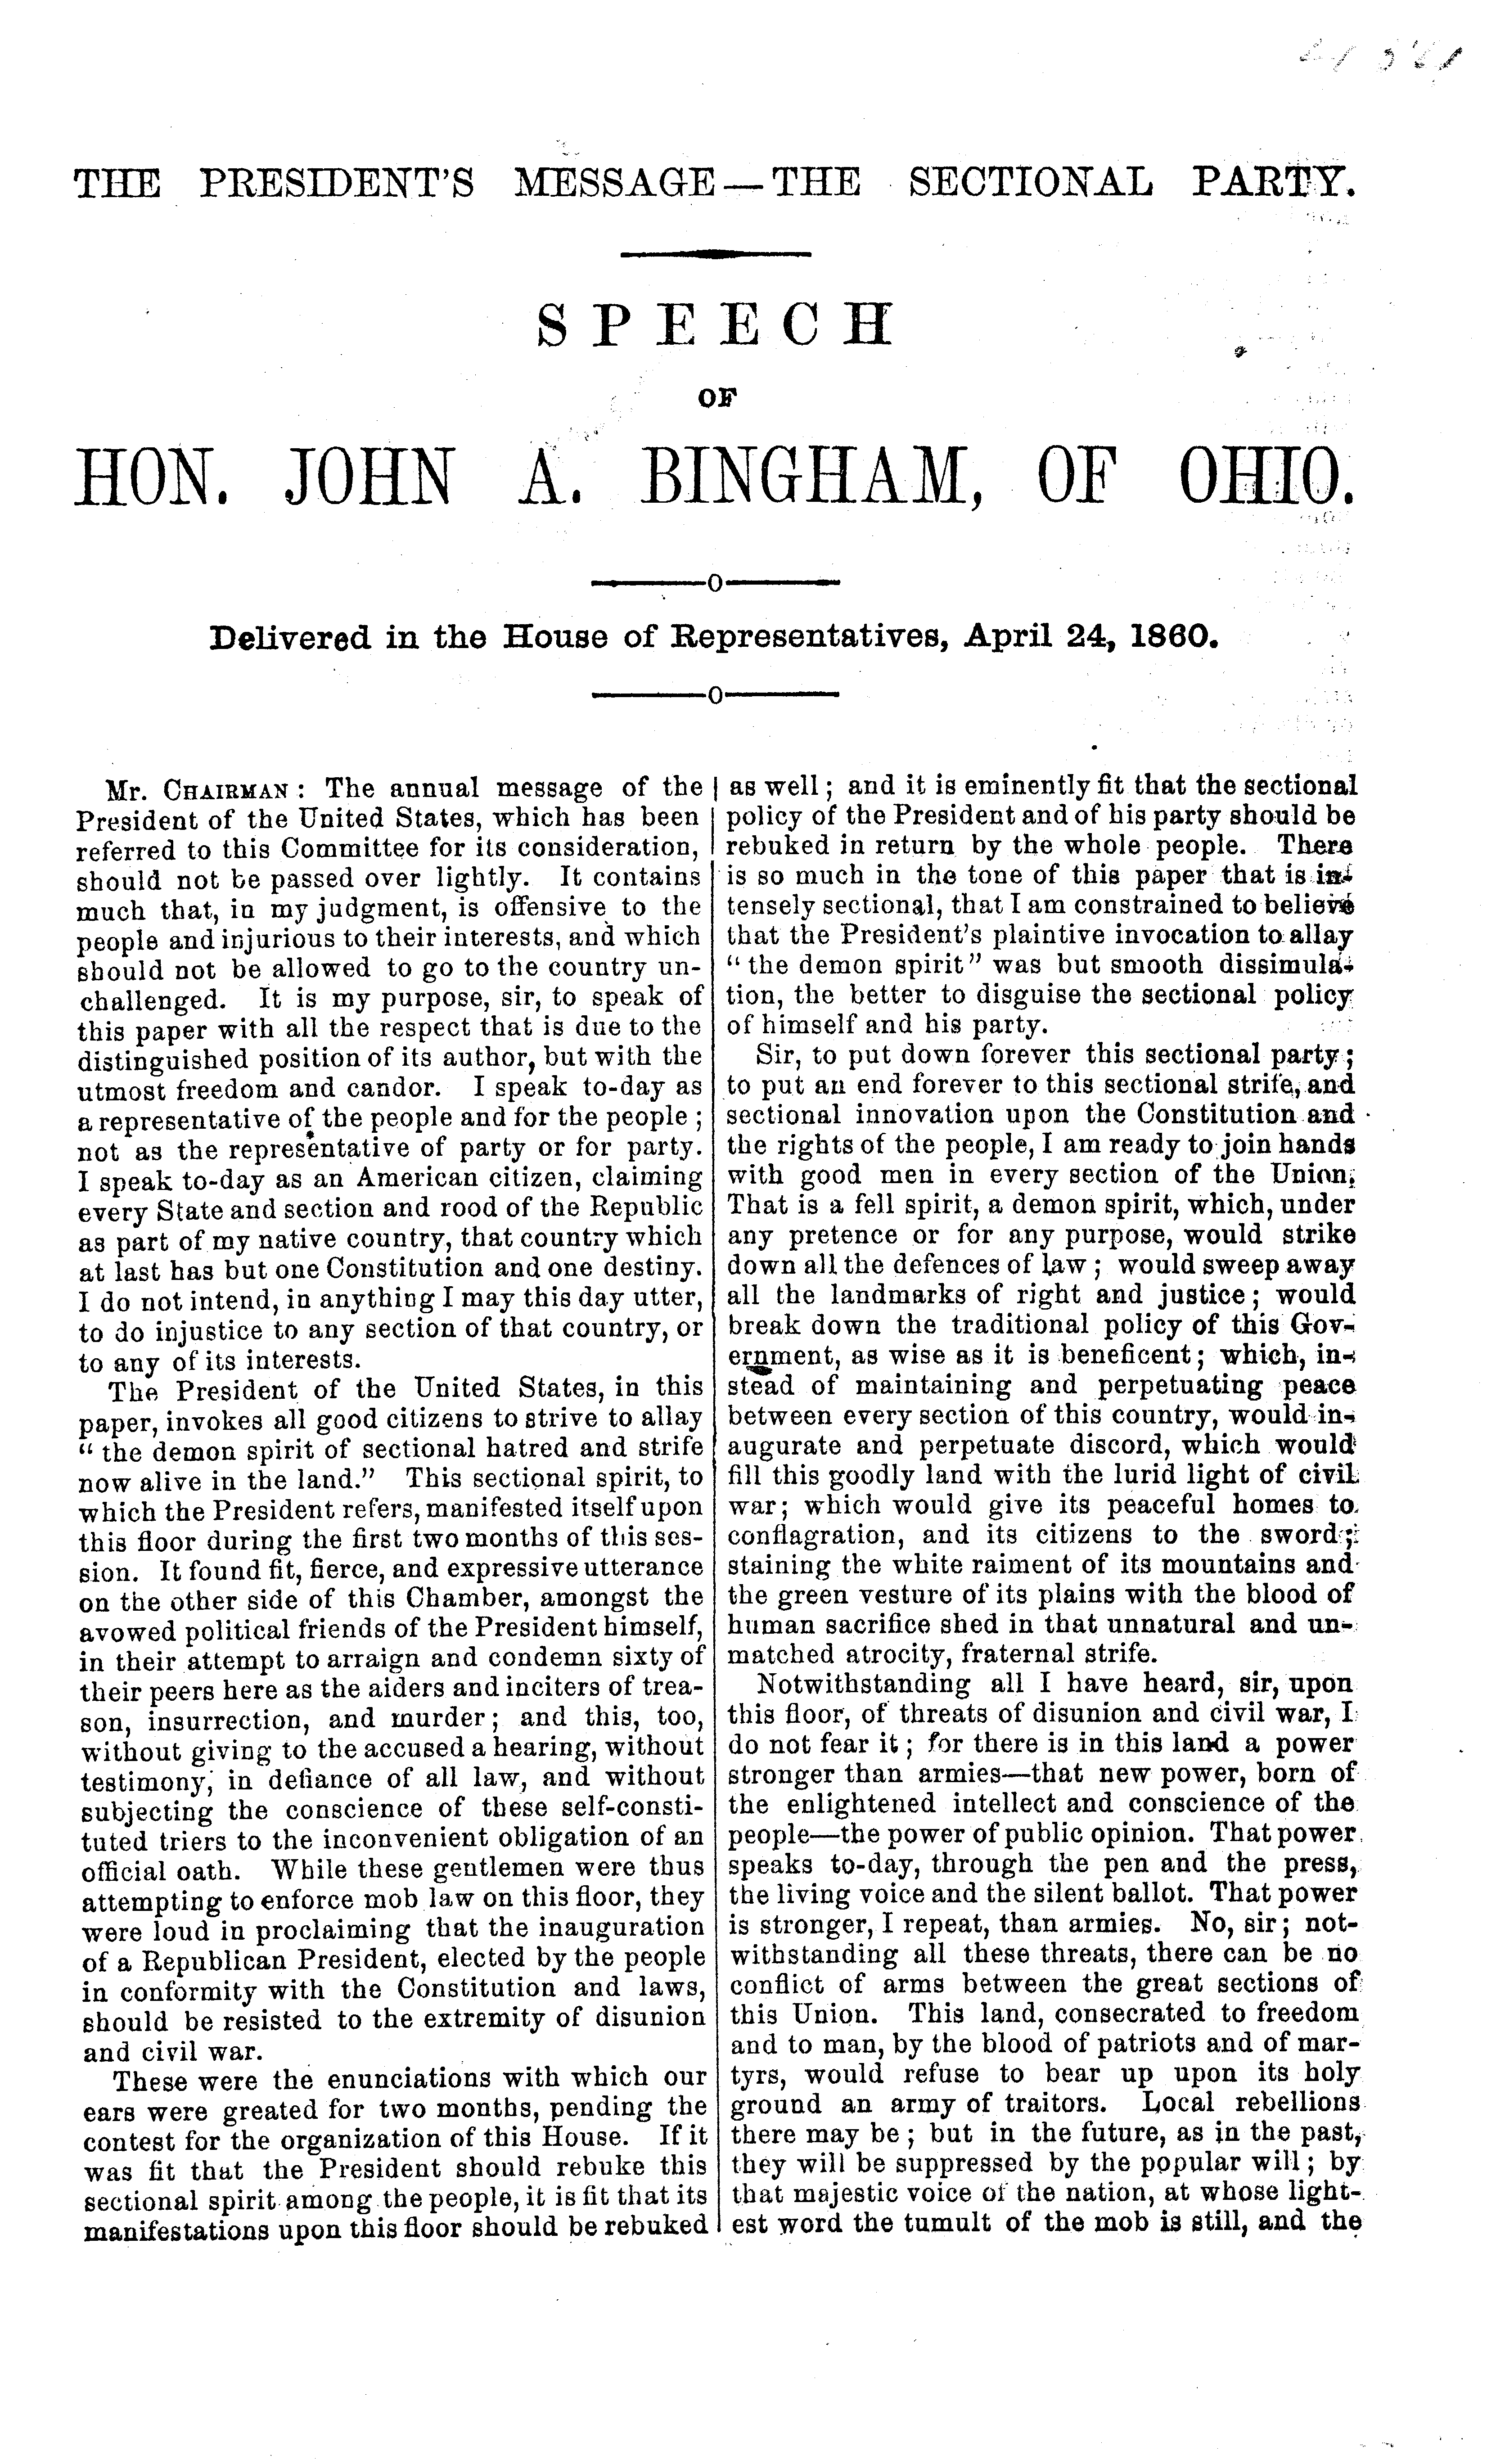 THE PRESIDENT'S MESSAGE—THE SECTIONAL PARTY.
SPEECH
OF
HON. JOHN A. BINGHAM, OF OHIO.
Delivered in the House of Representatives, April 24, 1860.
Mr. CHAIRMAN: The annual message of the
President of the United States, which has been
referred to this Committee for its consideration,
should not be passed over lightly. It contains
much that, in my judgment, is offensive to the
people and injurious to their interests, and which
should not be allowed to go to the country un-
challenged. It is my purpose, sir, to speak of
this paper with all the respect that is due to the
distinguished position of its author, but with the
utmost freedom and candor. I speak to-day as
a representative of the people and for the people;
not as the representative of party or for party.
I speak to-day as an American citizen, claiming
every State and section and rood of the Republic
as part of my native country, that country which
at last has but one Constitution and one destiny.
I do not intend, in anything I may this day utter,
to do injustice to any section of that country, or
to any of its interests.
The President of the United States, in this
paper, invokes all good citizens to strive to allay
"the demon spirit of sectional hatred and strife
now alive in the land." This sectional spirit, to
which the President refers, manifested itself upon
this floor during the first two months of this ses-
sion. It found fit, fierce, and expressive utterance
on the other side of this Chamber, amongst the
avowed political friends of the President himself,
in their attempt to arraign and condemn sixty of
their peers here as the aiders and inciters of trea-
son, insurrection, and murder; and this, too,
without giving to the accused a hearing, without
testimony, in defiance of all law, and without
subjecting the conscience of these self-consti-
tuted triers to the inconvenient obligation of an
official oath. While these gentlemen were thus
attempting to enforce mob law on this floor, they
were loud in proclaiming that the inauguration
of a Republican President, elected by the people
in conformity with the Constitution and laws,
should be resisted to the extremity of disunion
and civil war.
These were the enunciations with which our
ears were greated for two months, pending the
contest for the organization of this House. If it
was fit that the President should rebuke this
sectional spirit among the people, it is fit that its
manifestations upon this floor should be rebuked
as well; and it is eminently fit that the sectional
policy of the President and of his party should be
rebuked in return by the whole people. There
is so much in the tone of this paper that is in-
tensely sectional, that I am constrained to believe
that the President's plaintive invocation to allay
"the demon spirit" was but smooth dissimula-
tion, the better to disguise the sectional policy
of himself and his party.
Sir, to put down forever this sectional party;
to put an end forever to this sectional strife, and
sectional innovation upon the Constitution and
the rights of the people, I am ready to join hands
with good men in every section of the Union.
That is a fell spirit, a demon spirit, which, under
any pretence or for any purpose, would strike
down all the defences of law; would sweep away
all the landmarks of right and justice; would
break down the traditional policy of this Gov-
ernment, as wise as it is beneficent; which, in-
stead of maintaining and perpetuating peace
between every section of this country, would in-
augurate and perpetuate discord, which would
fill this goodly land with the lurid light of civil
war; which would give its peaceful homes to
conflagration, and its citizens to the sword;
staining the white raiment of its mountains and
the green vesture of its plains with the blood of
human sacrifice shed in that unnatural and un-
matched atrocity, fraternal strife.
Notwithstanding all I have heard, sir, upon
this floor, of threats of disunion and civil war, I
do not fear it; for there is in this land a power
stronger than armies—that new power, born of
the enlightened intellect and conscience of the
people—the power of public opinion. That power
speaks to-day, through the pen and the press,
the living voice and the silent ballot. That power
is stronger, I repeat, than armies. No, sir; not-
withstanding all these threats, there can be no
conflict of arms between the great sections of
this Union. This land, consecrated to freedom
and to man, by the blood of patriots and of mar-
tyrs, would refuse to bear up upon its holy
ground an army of traitors. Local rebellions
there may be; but in the future, as in the past,
they will be suppressed by the popular will; by
that majestic voice of the nation, at whose light-
est word the tumult of the mob is still, and the